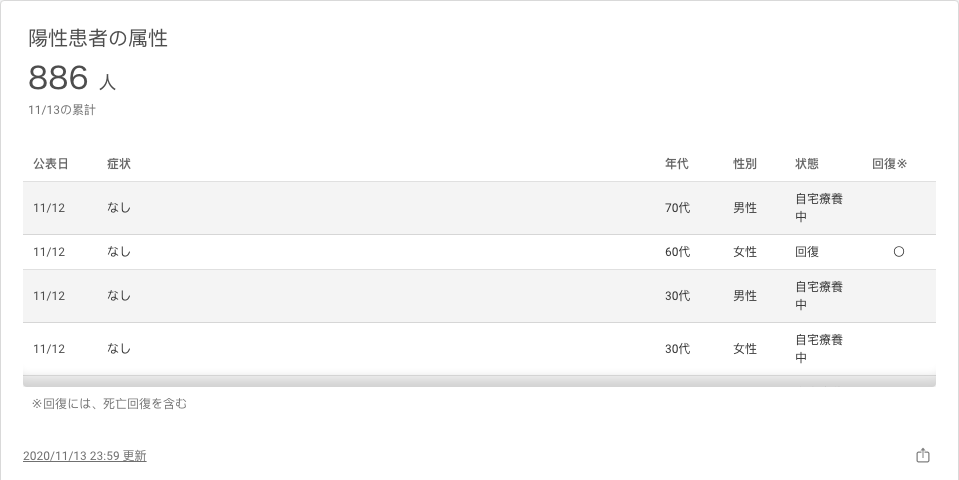 陽性患者の属性
886 人
11/13の累計
公表日 症状 年代 性別 状態 回復※
11/12 なし 70代 男性 自宅療養
中
11/12 なし 60代 女性 回復 〇
11/12 なし 30代 男性 自宅療養
中
11/12 なし 30代 女性 自宅療養
中
※回復には、死亡回復を含む
2020/11/13 23:59 更新